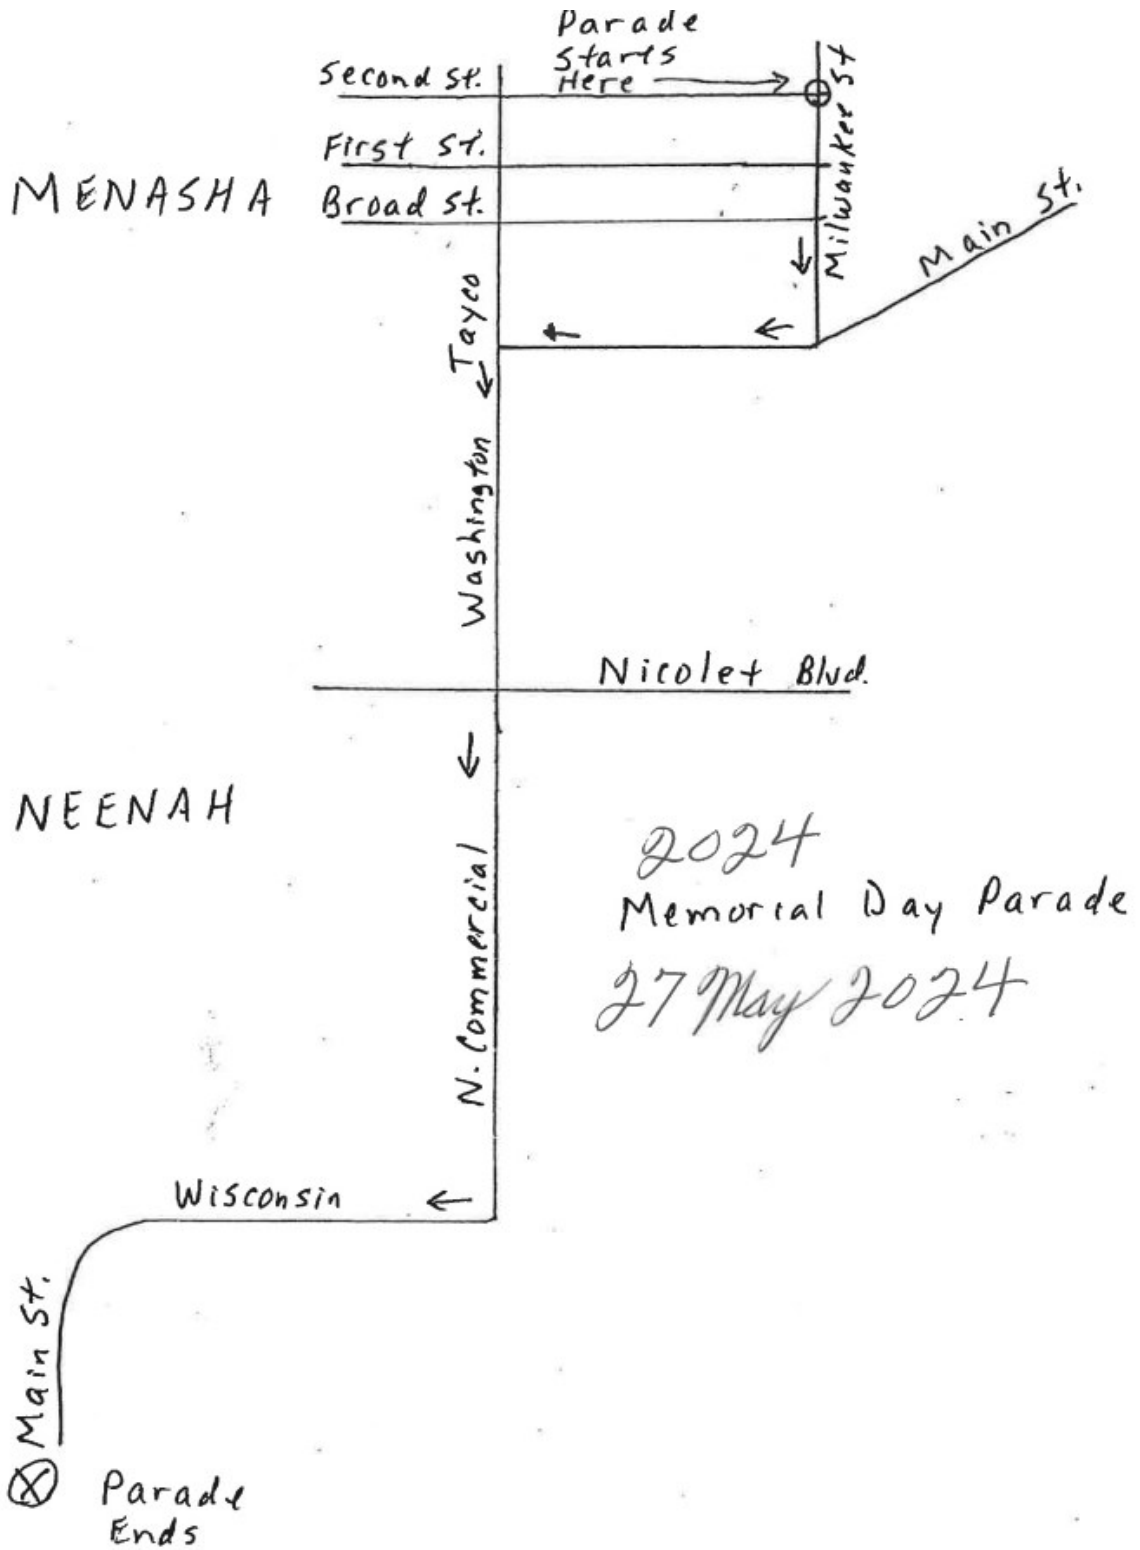 Parade
Starts
Here
Second St.
First St.
Broad St.
Milwaukee St
Main St.
MENASHA
Tayco
Washington
Nicolet Blvd.
NEENAH
N. Commercial
2024
Memorial Day Parade
27 May 2024
Wisconsin
Main St.
Parade
Ends